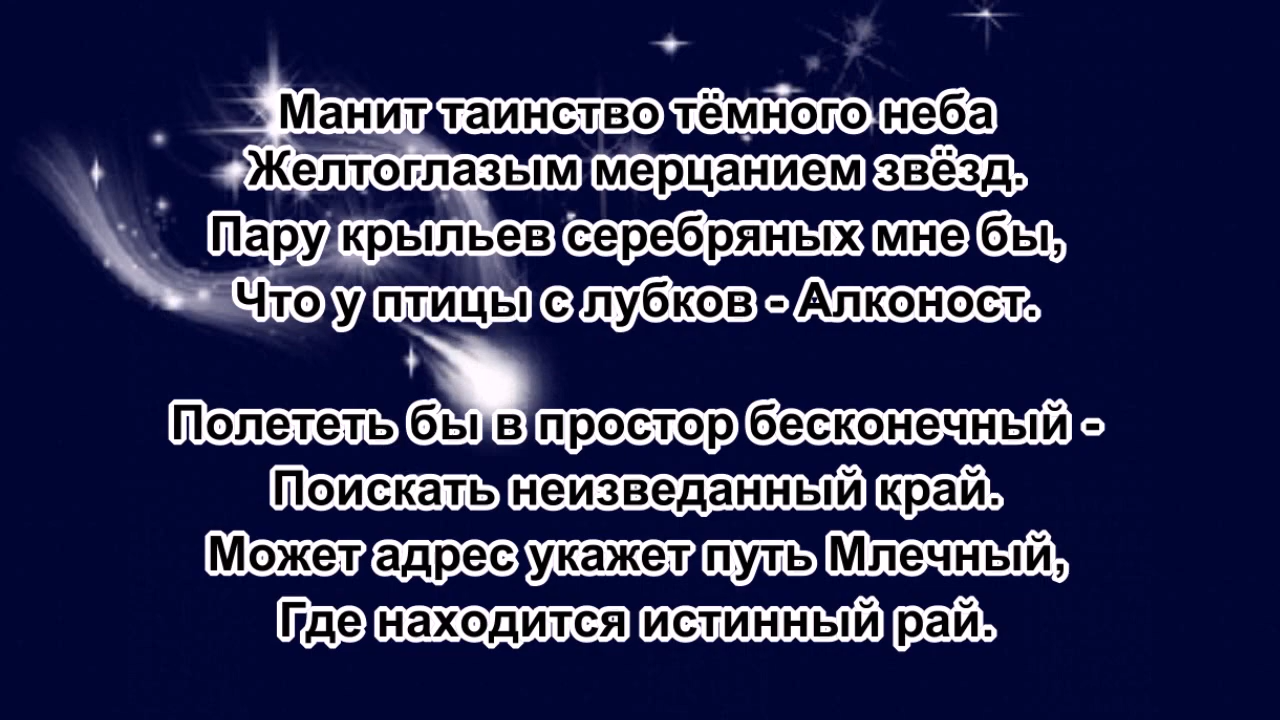 Манит таинство тёмного неба
Желтоглазым мерцанием звёзд.
Пару крыльев серебряных мне бы,
Что у птицы с лубков - Алконост.
Полететь бы в простор бесконечный -
Поискать неизведанный край.
Может адрес укажет путь Млечный,
Где находится истинный рай.